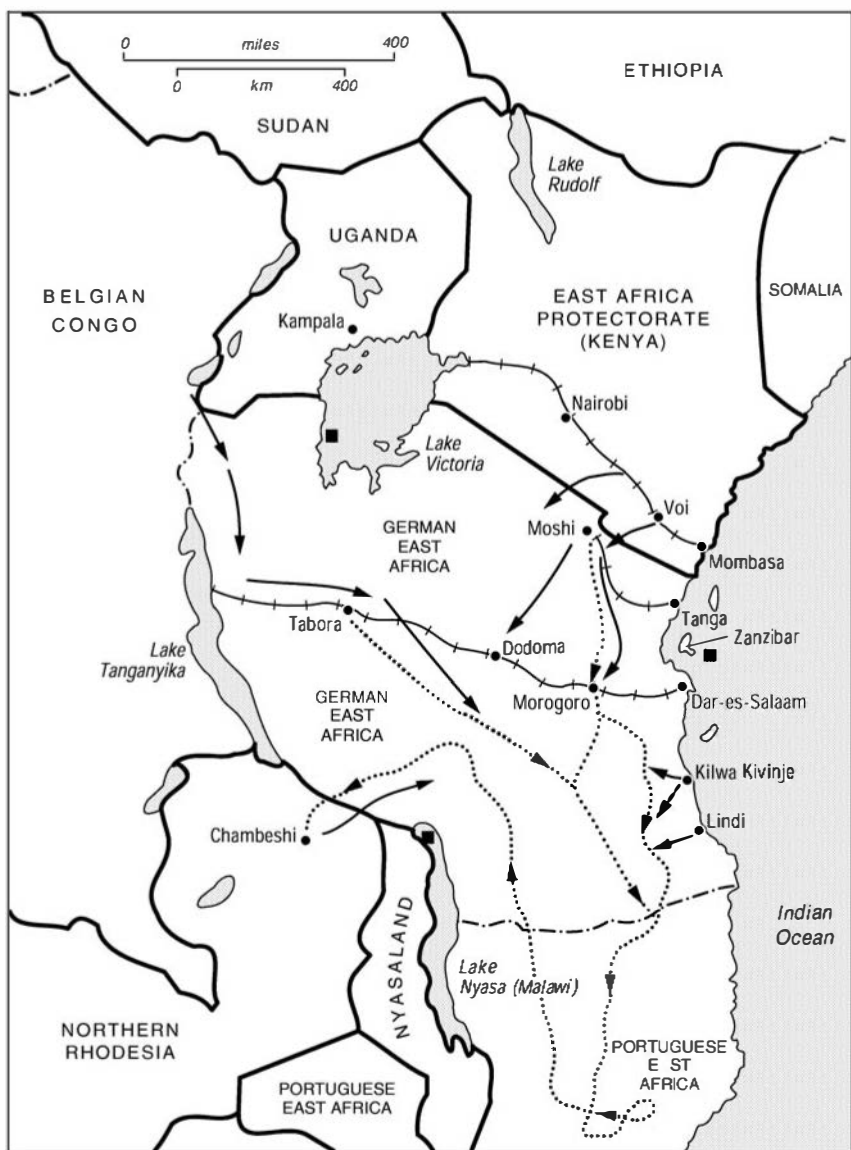 0 miles 400
0 km 400
ETHIOPIA
SUDAN
Lake
Rudolf
UGANDA
BELGIAN
CONGO
EAST AFRICA
PROTECTORATE
(KENYA)
SOMALIA
Kampala
Nairobi
Lake
Victoria
Voi
GERMAN
EAST
AFRICA
Moshi
Mombasa
Tanga
Tabora
Zanzibar
Dodoma
Lake
Tanganyika
GERMAN
EAST
AFRICA
Morogoro
Dar-es-Salaam
Kilwa Kivinje
Chambeshi
Lindi
Indian
Ocean
NYASALAND
Lake
Nyasa (Malawi)
NORTHERN
RHODESIA
PORTUGUESE
E ST
AFRICA
PORTUGUESE
EAST AFRICA